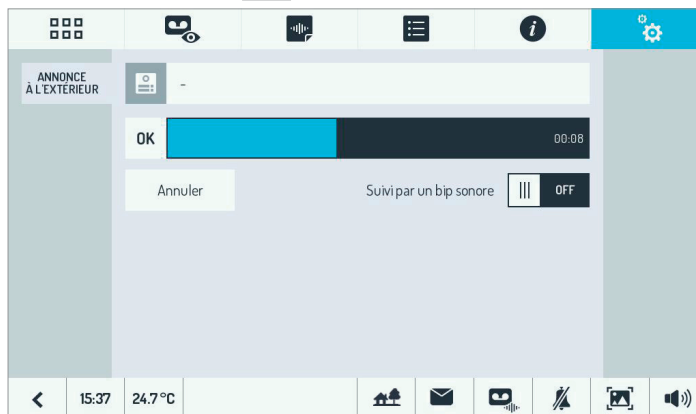 ANNONCE
À L'EXTÉRIEUR
-
OK
00:08
Annuler
Suivi par un bip sonore
OFF
15:37
24.7 °C